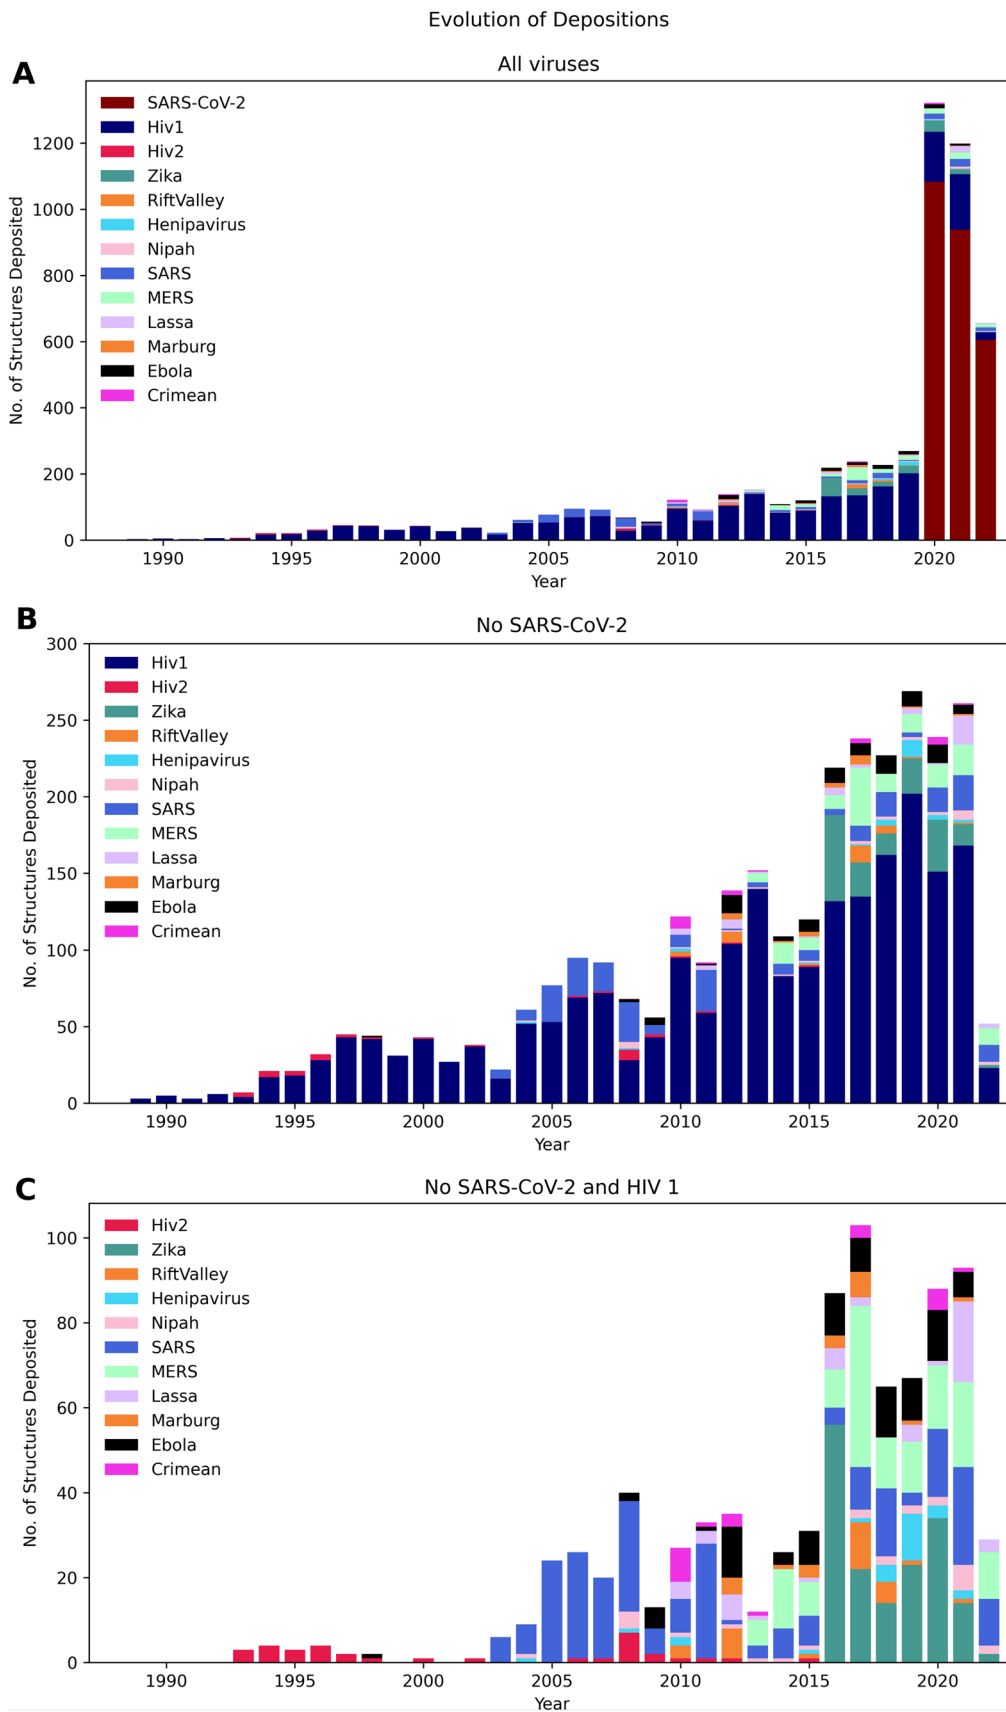 Evolution of Depositions
A
All viruses
No. of Structures Deposited
1200
1000
800
600
400
200
0
SARS-CoV-2
Hiv1
Hiv2
Zika
RiftValley
Henipavirus
Nipah
SARS
MERS
Lassa
Marburg
Ebola
Crimean
1990 1995 2000 2005 2010 2015 2020
Year
B
No SARS-CoV-2
No. of Structures Deposited
300
250
200
150
100
50
0
Hiv1
Hiv2
Zika
RiftValley
Henipavirus
Nipah
SARS
MERS
Lassa
Marburg
Ebola
Crimean
1990 1995 2000 2005 2010 2015 2020
Year
C
No SARS-CoV-2 and HIV 1
No. of Structures Deposited
100
80
60
40
20
0
Hiv2
Zika
RiftValley
Henipavirus
Nipah
SARS
MERS
Lassa
Marburg
Ebola
Crimean
1990 1995 2000 2005 2010 2015 2020
Year